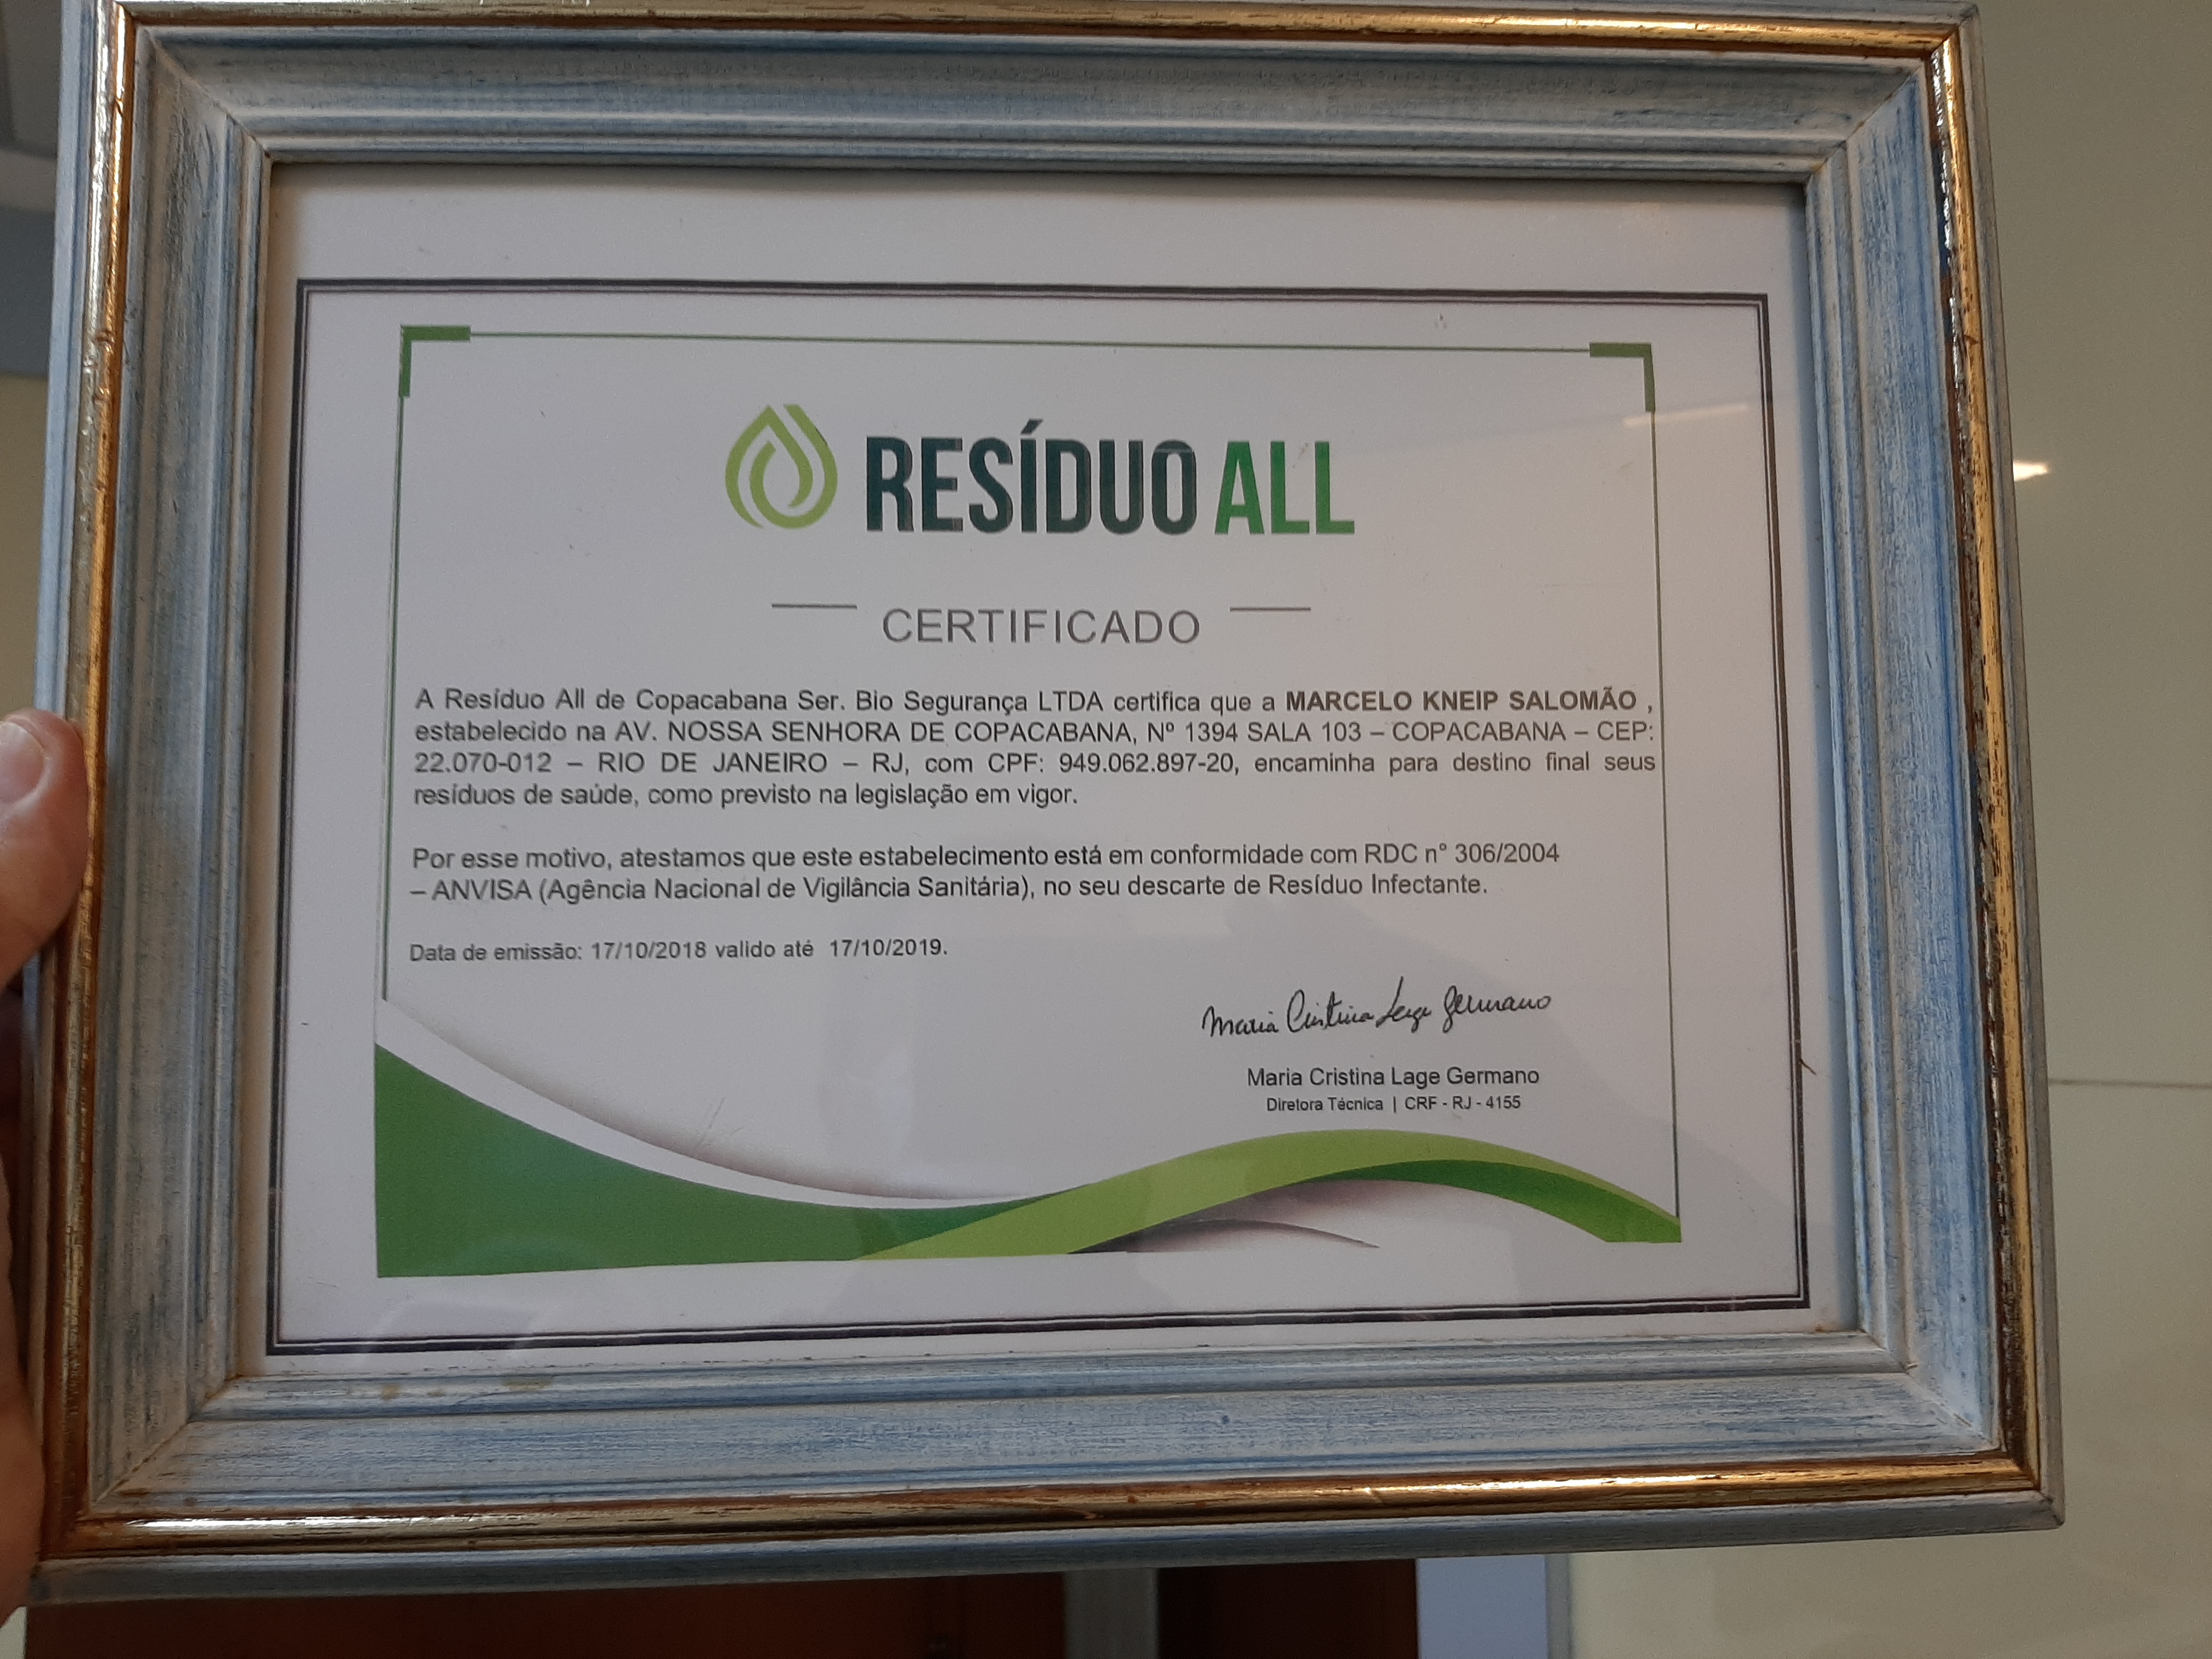 RESÍDUO ALL
CERTIFICADO
A Resíduo All de Copacabana Ser. Bio Segurança LTDA certifica que a MARCELO KNEIP SALOMÃO ,
estabelecido na AV. NOSSA SENHORA DE COPACABANA, Nº 1394 SALA 103 – COPACABANA – CEP:
22.070-012 – RIO DE JANEIRO – RJ, com CPF: 949.062.897-20, encaminha para destino final seus
resíduos de saúde, como previsto na legislação em vigor.
Por esse motivo, atestamos que este estabelecimento está em conformidade com RDC n° 306/2004
– ANVISA (Agência Nacional de Vigilância Sanitária), no seu descarte de Resíduo Infectante.
Data de emissão: 17/10/2018 valido até 17/10/2019.
Maria Cristina Lage Germano
Maria Cristina Lage Germano
Diretora Técnica | CRF - RJ - 4155